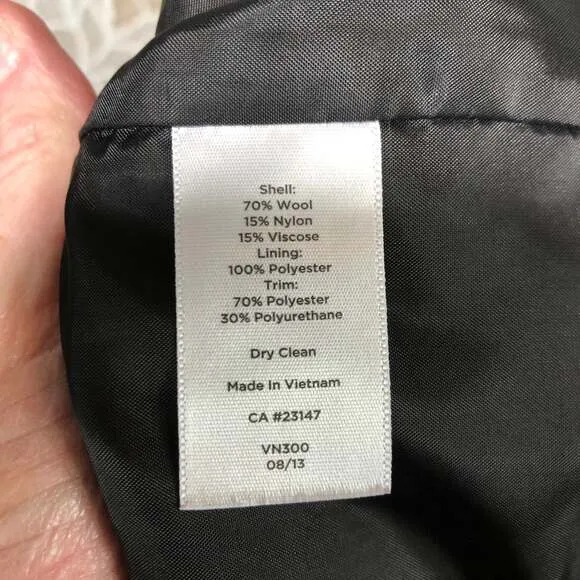 Shell:
70% Wool
15% Nylon
15% Viscose
Lining:
100% Polyester
Trim:
70% Polyester
30% Polyurethane
Dry Clean
Made In Vietnam
CA #23147
VN300
08/13